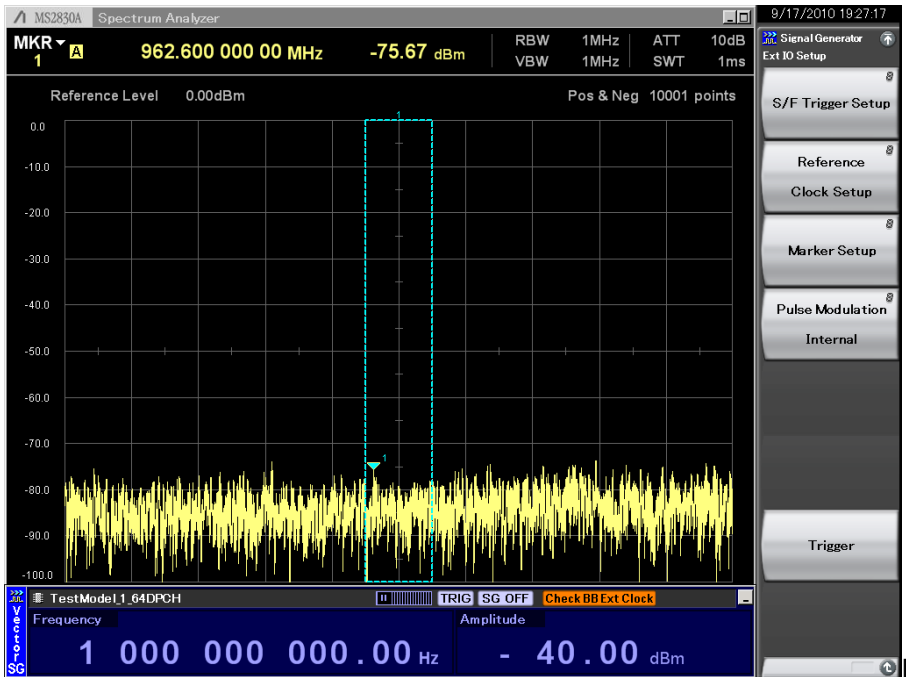 MS2830A Spectrum Analyzer
9/17/2010 19:27:17
MKR 1 A 962.600 000 00 MHz -75.67 dBm
RBW 1MHz ATT 10dB
VBW 1MHz SWT 1ms
Reference Level 0.00dBm Pos & Neg 10001 points
1
0.0
-10.0
-20.0
-30.0
-40.0
-50.0
-60.0
-70.0
1
-80.0
-90.0
-100.0
TestModel_1_64DPCH TRIG SG OFF Check BB Ext Clock
Vector SG
Frequency Amplitude
1 000 000 000.00 Hz - 40.00 dBm
Signal Generator
Ext IO Setup
S/F Trigger Setup
Reference
Clock Setup
Marker Setup
Pulse Modulation
Internal
Trigger